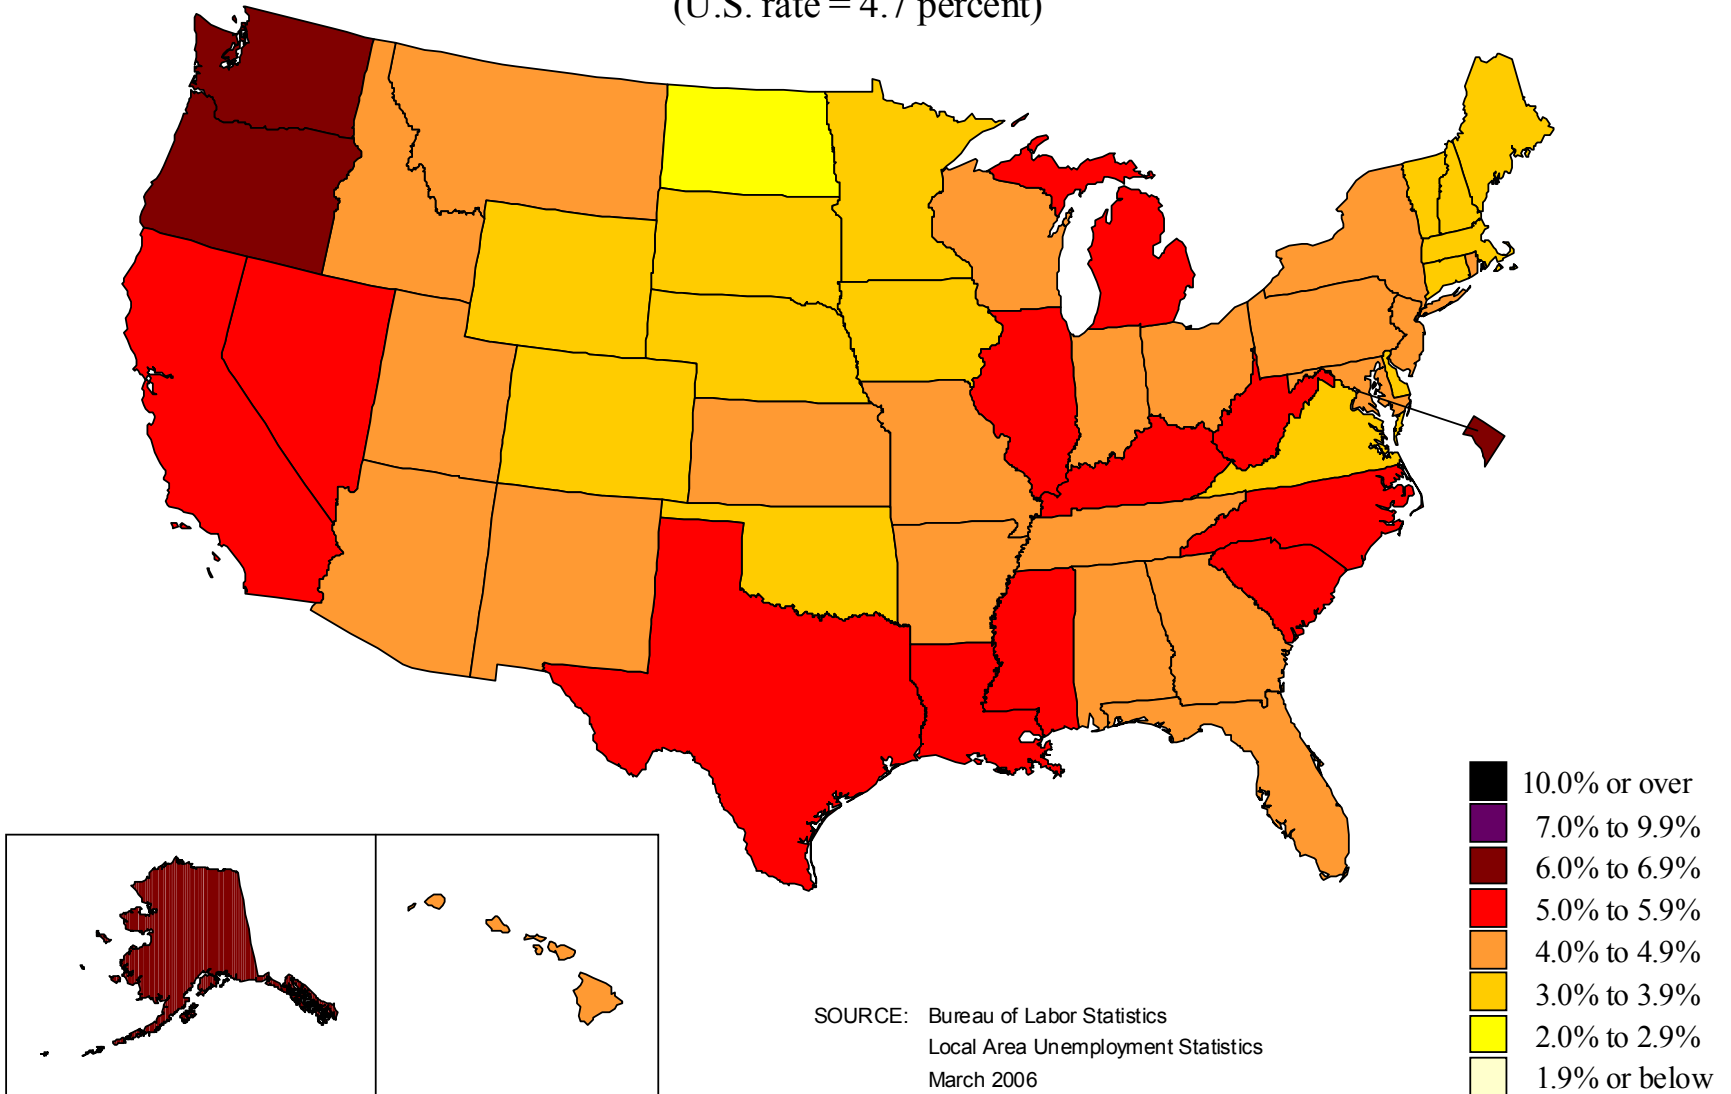 (U.S. rate = 4.7 percent)
10.0% or over
7.0% to 9.9%
6.0% to 6.9%
5.0% to 5.9%
4.0% to 4.9%
3.0% to 3.9%
2.0% to 2.9%
1.9% or below
SOURCE: Bureau of Labor Statistics
Local Area Unemployment Statistics
March 2006